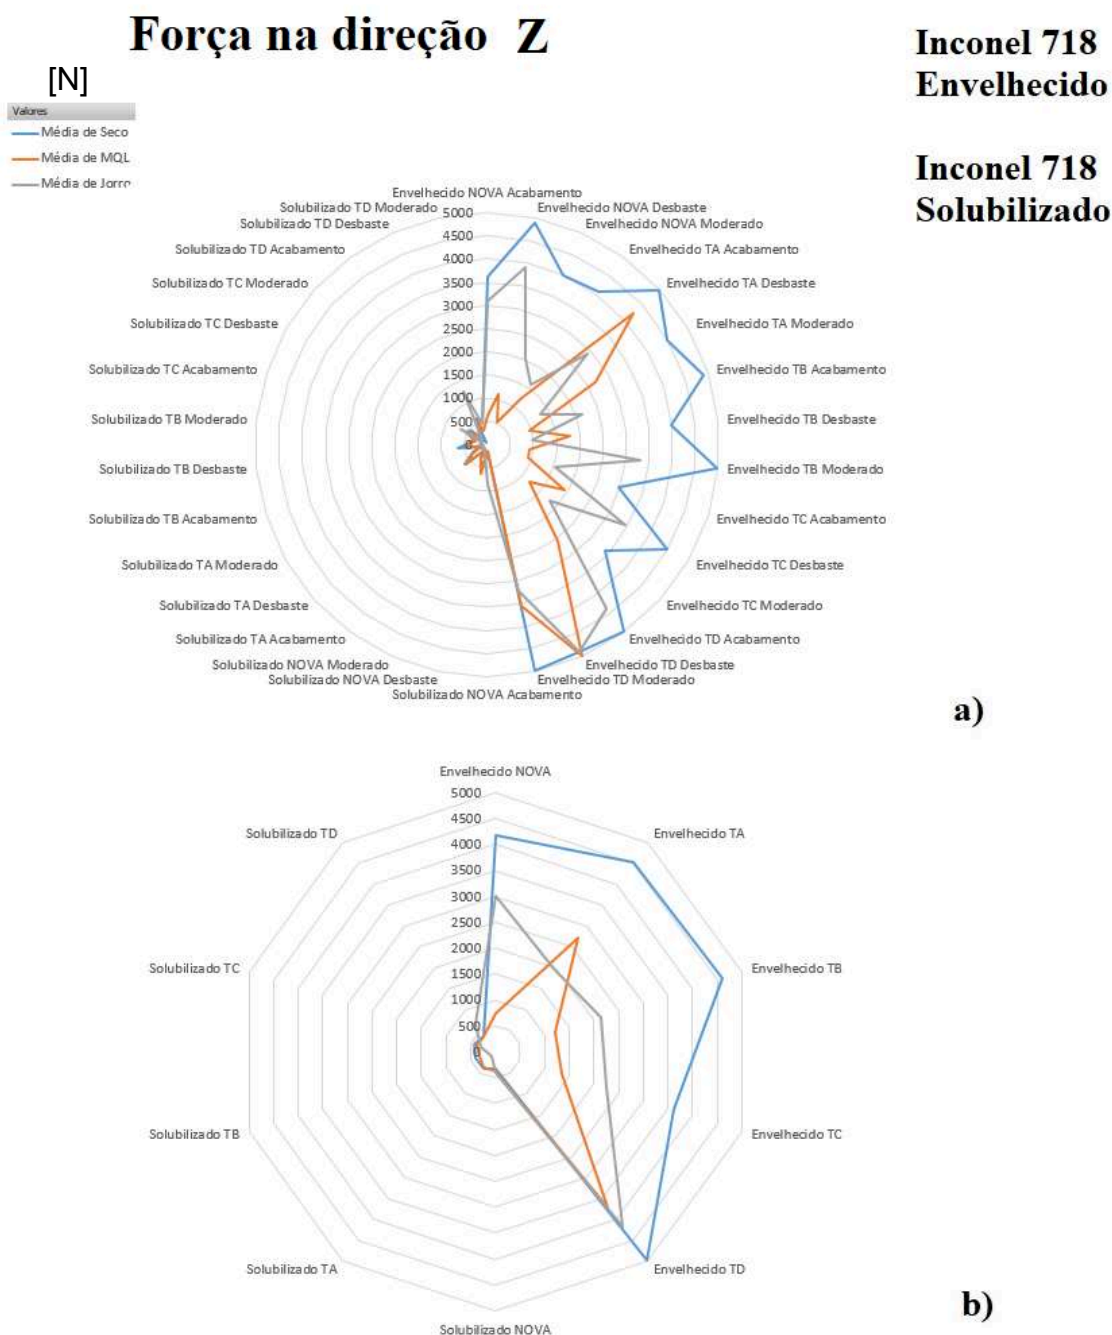 Força na direção Z
[N]
Inconel 718
Envelhecido
Inconel 718
Solubilizado
Valores
Média de Seco
Média de MQL
Média de Jorro
Envelhecido NOVA Acabamento
Envelhecido NOVA Desbaste
Envelhecido NOVA Moderado
Envelhecido TA Acabamento
Envelhecido TA Desbaste
Envelhecido TA Moderado
Envelhecido TB Acabamento
Envelhecido TB Desbaste
Envelhecido TB Moderado
Envelhecido TC Acabamento
Envelhecido TC Desbaste
Envelhecido TC Moderado
Envelhecido TD Acabamento
Envelhecido TD Desbaste
Envelhecido TD Moderado
Solubilizado NOVA Acabamento
Solubilizado NOVA Desbaste
Solubilizado NOVA Moderado
Solubilizado TA Acabamento
Solubilizado TA Desbaste
Solubilizado TA Moderado
Solubilizado TB Acabamento
Solubilizado TB Desbaste
Solubilizado TB Moderado
Solubilizado TC Acabamento
Solubilizado TC Desbaste
Solubilizado TC Moderado
Solubilizado TD Acabamento
Solubilizado TD Desbaste
Solubilizado TD Moderado
5000
4500
4000
3500
3000
2500
2000
1500
1000
500
0
a)
Envelhecido NOVA
Envelhecido TA
Envelhecido TB
Envelhecido TC
Envelhecido TD
Solubilizado NOVA
Solubilizado TA
Solubilizado TB
Solubilizado TC
Solubilizado TD
5000
4500
4000
3500
3000
2500
2000
1500
1000
500
0
b)